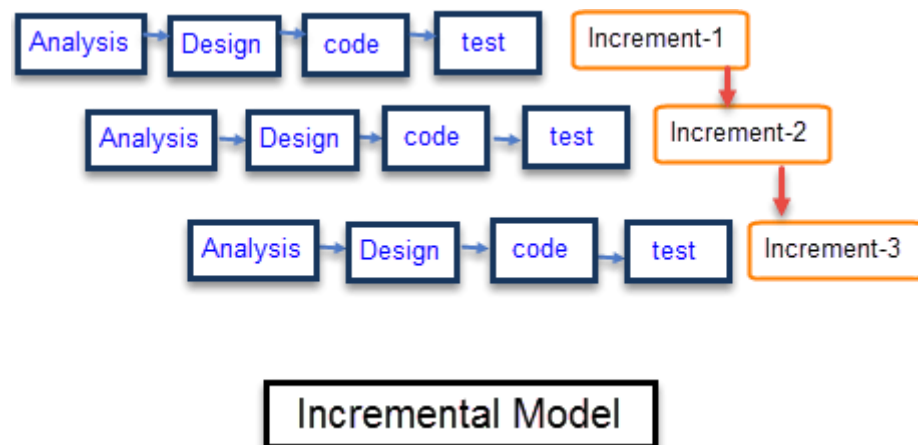 Analysis Design code test Increment-1
Analysis Design code test Increment-2
Analysis Design code test Increment-3
Incremental Model